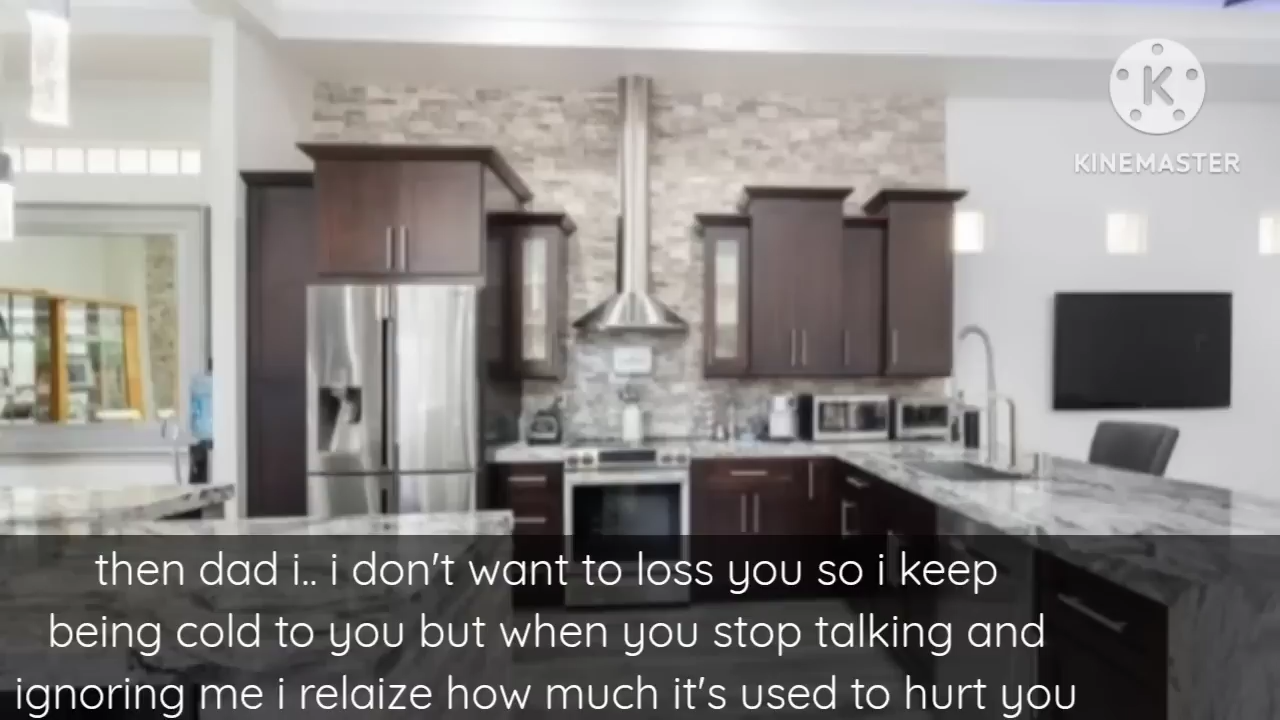 KINEMASTER
then dad i.. i don't want to loss you so i keep
being cold to you but when you stop talking and
ignoring me i relaize how much it's used to hurt you